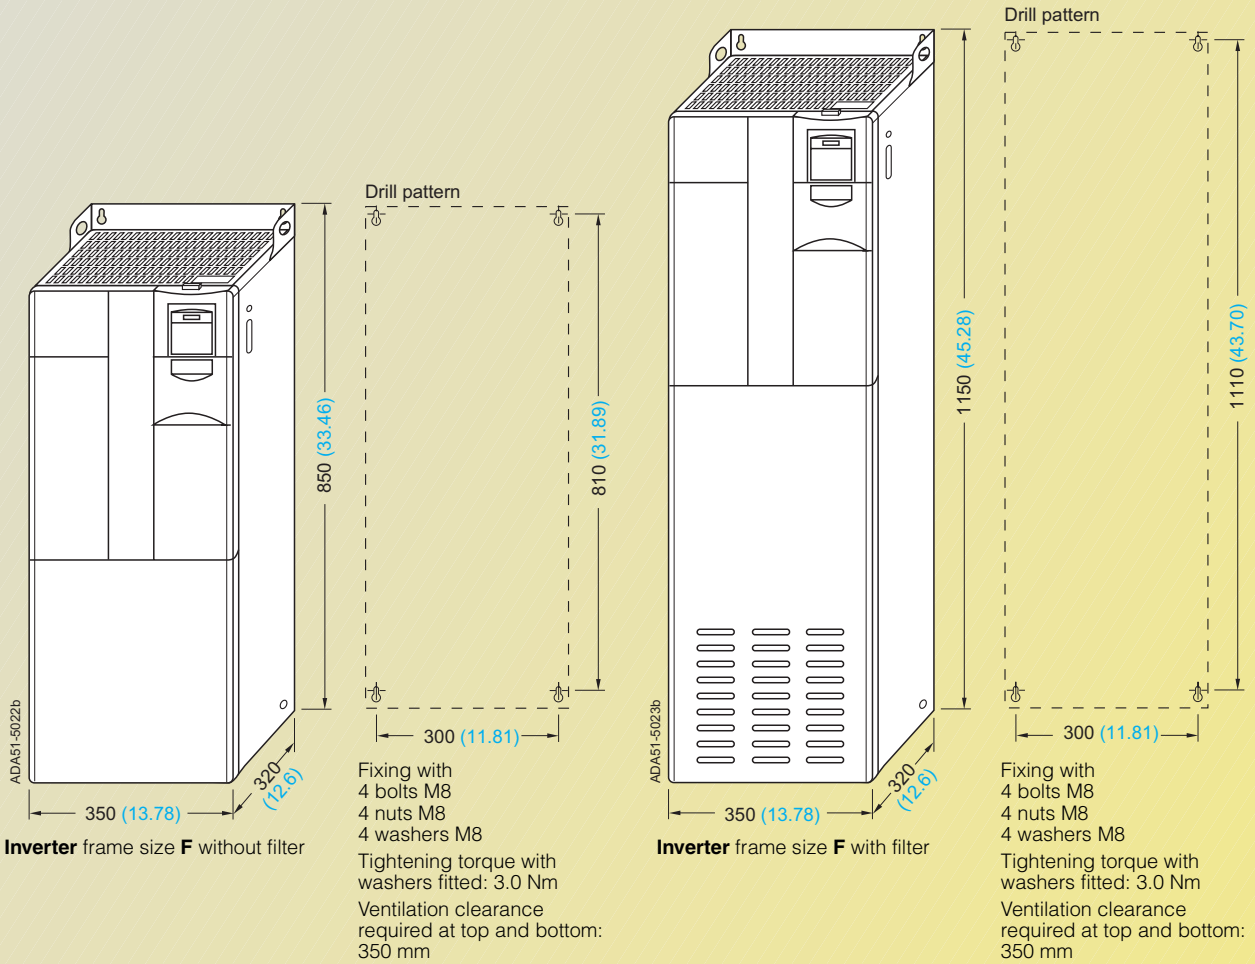 Drill pattern
850 (33.46)
810 (31.89)
300 (11.81)
ADA51-5022b
350 (13.78)
320
(12.6)
Inverter frame size F without filter
Fixing with
4 bolts M8
4 nuts M8
4 washers M8
Tightening torque with
washers fitted: 3.0 Nm
Ventilation clearance
required at top and bottom:
350 mm
Drill pattern
1150 (45.28)
1110 (43.70)
300 (11.81)
ADA51-5023b
350 (13.78)
320
(12.6)
Inverter frame size F with filter
Fixing with
4 bolts M8
4 nuts M8
4 washers M8
Tightening torque with
washers fitted: 3.0 Nm
Ventilation clearance
required at top and bottom:
350 mm